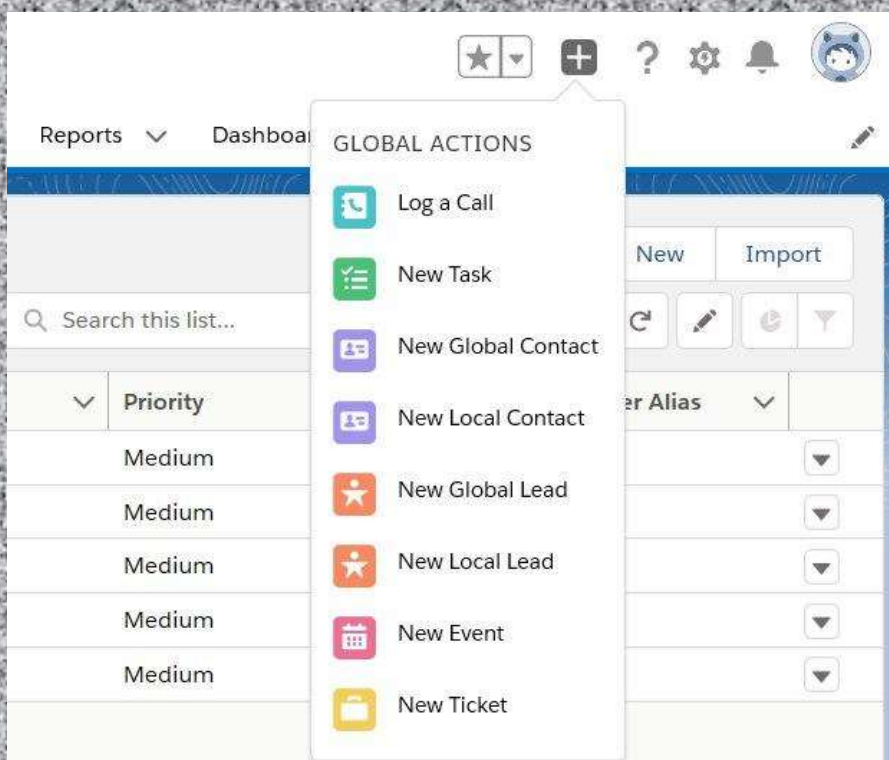 Reports Dashboar
GLOBAL ACTIONS
Log a Call
New Task
New Global Contact
New Local Contact
New Global Lead
New Local Lead
New Event
New Ticket
New Import
Search this list...
Priority er Alias
Medium
Medium
Medium
Medium
Medium